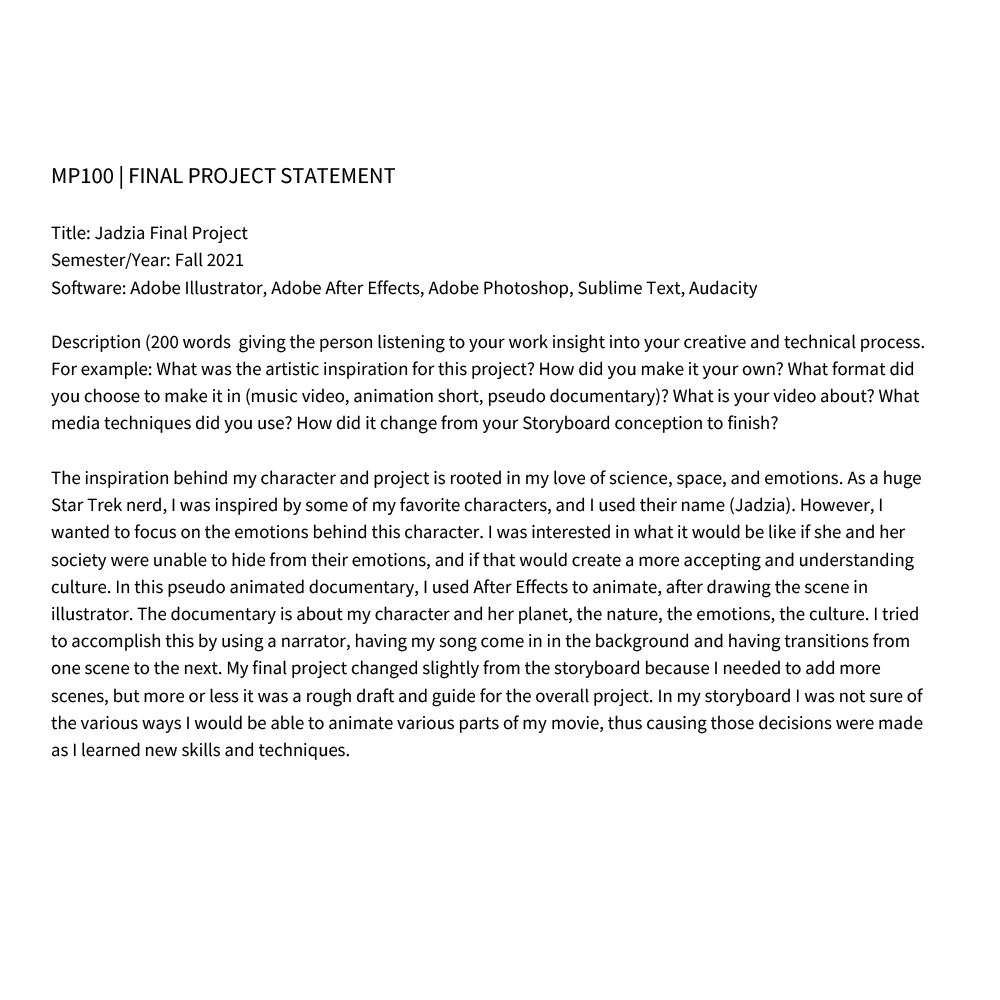 MP100 | FINAL PROJECT STATEMENT
Title: Jadzia Final Project
Semester/Year: Fall 2021
Software: Adobe Illustrator, Adobe After Effects, Adobe Photoshop, Sublime Text, Audacity
Description (200 words  giving the person listening to your work insight into your creative and technical process.
For example: What was the artistic inspiration for this project? How did you make it your own? What format did
you choose to make it in (music video, animation short, pseudo documentary)? What is your video about? What
media techniques did you use? How did it change from your Storyboard conception to finish?
The inspiration behind my character and project is rooted in my love of science, space, and emotions. As a huge
Star Trek nerd, I was inspired by some of my favorite characters, and I used their name (Jadzia). However, I
wanted to focus on the emotions behind this character. I was interested in what it would be like if she and her
society were unable to hide from their emotions, and if that would create a more accepting and understanding
culture. In this pseudo animated documentary, I used After Effects to animate, after drawing the scene in
illustrator. The documentary is about my character and her planet, the nature, the emotions, the culture. I tried
to accomplish this by using a narrator, having my song come in in the background and having transitions from
one scene to the next. My final project changed slightly from the storyboard because I needed to add more
scenes, but more or less it was a rough draft and guide for the overall project. In my storyboard I was not sure of
the various ways I would be able to animate various parts of my movie, thus causing those decisions were made
as I learned new skills and techniques.